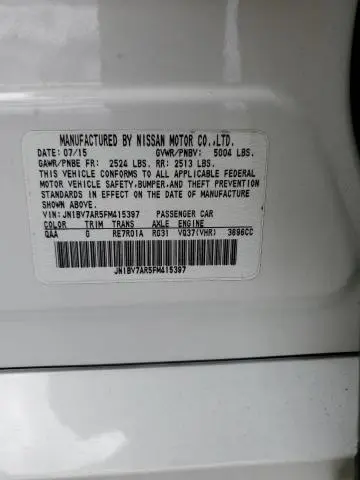 MANUFACTURED BY NISSAN MOTOR CO.,LTD.
DATE: 07/15 GVWR/PNBV: 5004 LBS.
GAWR/PNBE FR: 2524 LBS. RR: 2513 LBS.
THIS VEHICLE CONFORMS TO ALL APPLICABLE FEDERAL
MOTOR VEHICLE SAFETY,BUMPER,AND THEFT PREVENTION
STANDARDS IN EFFECT ON THE DATE OF MANUFACTURE
SHOWN ABOVE.
VIN: JN1BV7AR5FM415397 PASSENGER CAR
COLOR TRIM TRANS AXLE ENGINE
QAA G RE7R01A RG31 VQ37(VHR) 3696CC
JN1BV7AR5FM415397